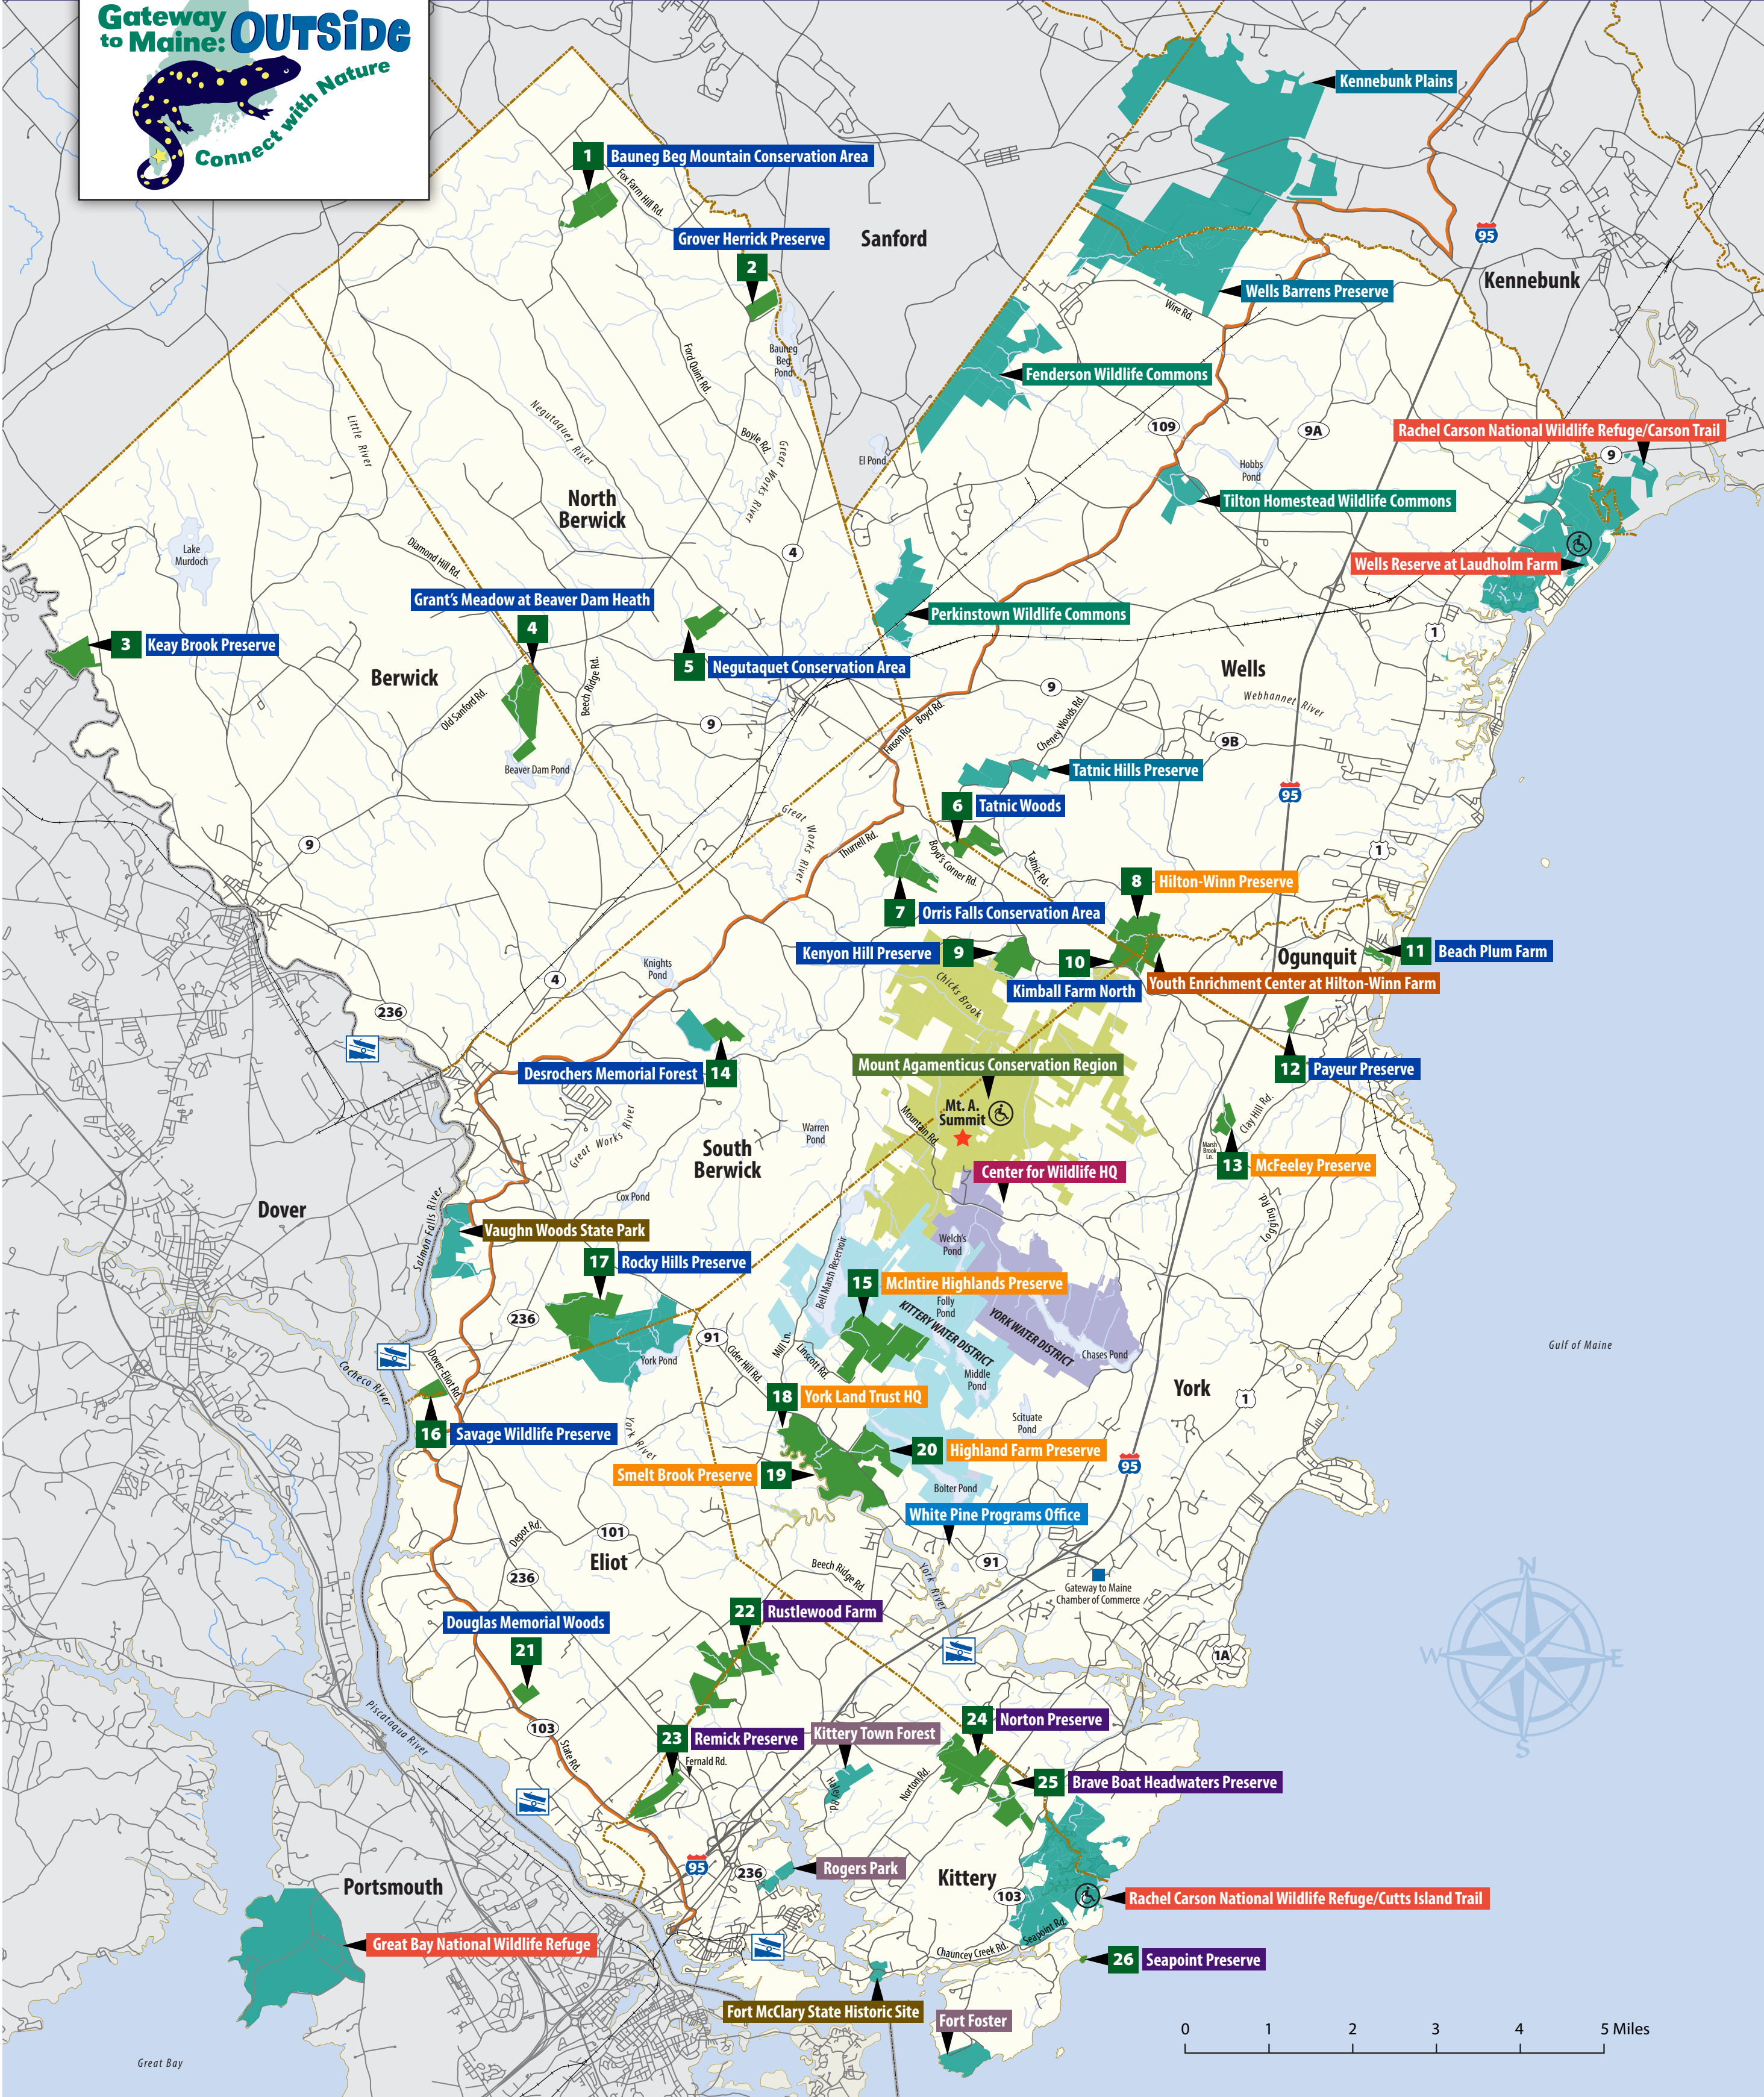 Gateway
to Maine: OUTSiDE
Connect with Nature
Kennebunk Plains
1 Bauneg Beg Mountain Conservation Area
Fox Farm Hill Rd.
Grover Herrick Preserve
2
Sanford
95
Kennebunk
Wells Barrens Preserve
Wire Rd.
Bauneg
Beg
Pond
Ford Quint Rd.
Fenderson Wildlife Commons
Little River
Negutaquet River
Boyle Rd.
Great Works River
109
9A
Rachel Carson National Wildlife Refuge/Carson Trail
9
El Pond
Hobbs
Pond
Tilton Homestead Wildlife Commons
North
Berwick
Lake
Murdoch
Diamond Hill Rd.
4
Wells Reserve at Laudholm Farm
Grant's Meadow at Beaver Dam Heath
4
Perkinstown Wildlife Commons
1
3 Keay Brook Preserve
5 Negutaquet Conservation Area
Berwick
Wells
Old Sanford Rd.
Beech Ridge Rd.
9
9
Webhannet River
Boyd Rd.
Hinson Rd.
Cheney Woods Rd.
9B
Beaver Dam Pond
Tatnic Hills Preserve
95
6 Tatnic Woods
Great Works River
9
Thurrell Rd.
Boyd's Corner Rd.
Tatnic Rd.
1
8 Hilton-Winn Preserve
7 Orris Falls Conservation Area
Kenyon Hill Preserve 9
10
Kimball Farm North
Ogunquit
11 Beach Plum Farm
Youth Enrichment Center at Hilton-Winn Farm
Knights
Pond
4
236
Chicks Brook
Desrochers Memorial Forest 14
Mount Agamenticus Conservation Region
12 Payeur Preserve
Mt. A.
Summit
Mountain Rd.
Great Works River
Warren
Pond
South
Berwick
Clay Hill Rd.
Marsh
Brook
Ln.
13 McFeeley Preserve
Center for Wildlife HQ
Cox Pond
Dover
Salmon Falls River
Logging Rd.
Vaughn Woods State Park
17 Rocky Hills Preserve
Welch's
Pond
Bell Marsh Reservoir
15 McIntire Highlands Preserve
Folly
Pond
KITTERY WATER DISTRICT
YORK WATER DISTRICT
236
91
Cider Hill Rd.
Mill Ln.
Linscott Rd.
York Pond
Chases Pond
Middle
Pond
Gulf of Maine
Cocheco River
Dover-Eliot Rd.
York
1
18 York Land Trust HQ
Scituate
Pond
16 Savage Wildlife Preserve
York River
20 Highland Farm Preserve
Smelt Brook Preserve 19
95
Bolter Pond
White Pine Programs Office
Depot Rd.
101
Eliot
236
Beech Ridge Rd.
York River
91
Gateway to Maine
Chamber of Commerce
N
W
E
S
22 Rustlewood Farm
Douglas Memorial Woods
21
1A
Piscataqua River
103
State Rd.
23 Remick Preserve
Fernald Rd.
Kittery Town Forest
24 Norton Preserve
Haley Rd.
Norton Rd.
25 Brave Boat Headwaters Preserve
95
236
Rogers Park
Kittery
103
Rachel Carson National Wildlife Refuge/Cutts Island Trail
Portsmouth
Great Bay National Wildlife Refuge
Seapoint Rd.
Chauncey Creek Rd.
26 Seapoint Preserve
Fort McClary State Historic Site
Fort Foster
Great Bay
0 1 2 3 4 5 Miles